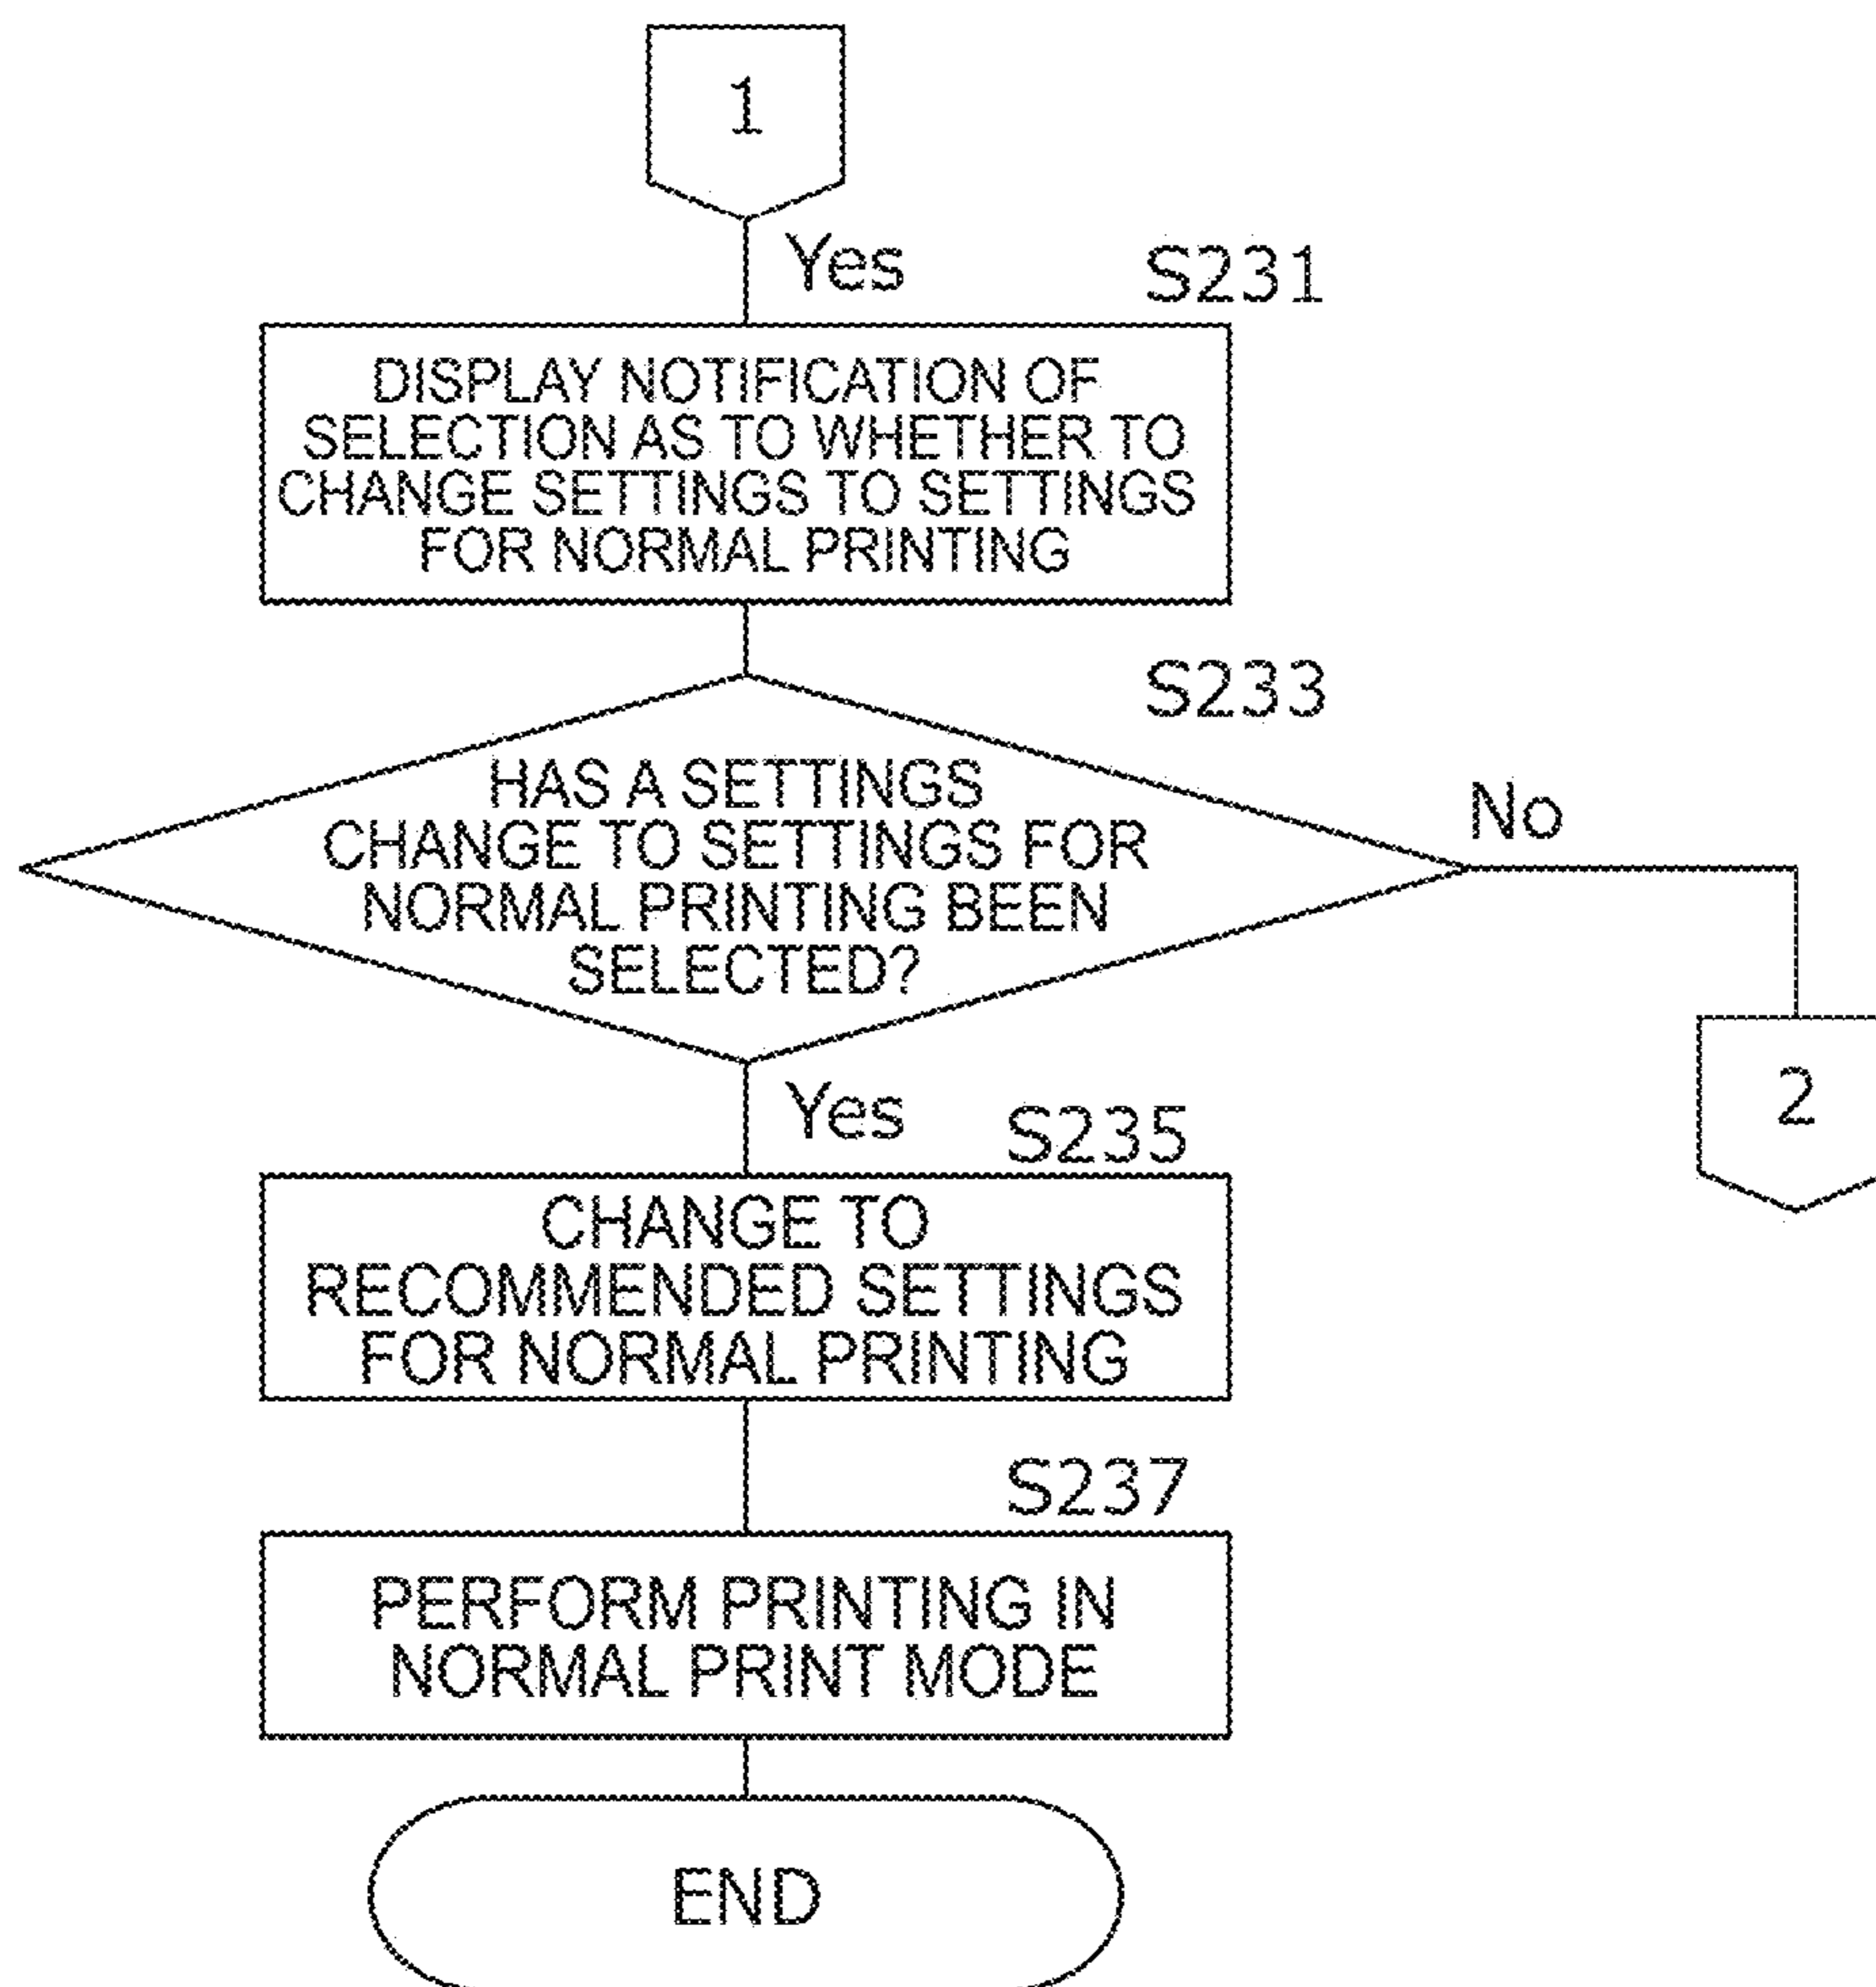 1
Yes
S231
DISPLAY NOTIFICATION OF
SELECTION AS TO WHETHER TO
CHANGE SETTINGS TO SETTINGS
FOR NORMAL PRINTING
S233
HAS A SETTINGS
CHANGE TO SETTINGS FOR
NORMAL PRINTING BEEN
SELECTED?
No
2
Yes
S235
CHANGE TO
RECOMMENDED SETTINGS
FOR NORMAL PRINTING
S237
PERFORM PRINTING IN
NORMAL PRINT MODE
END